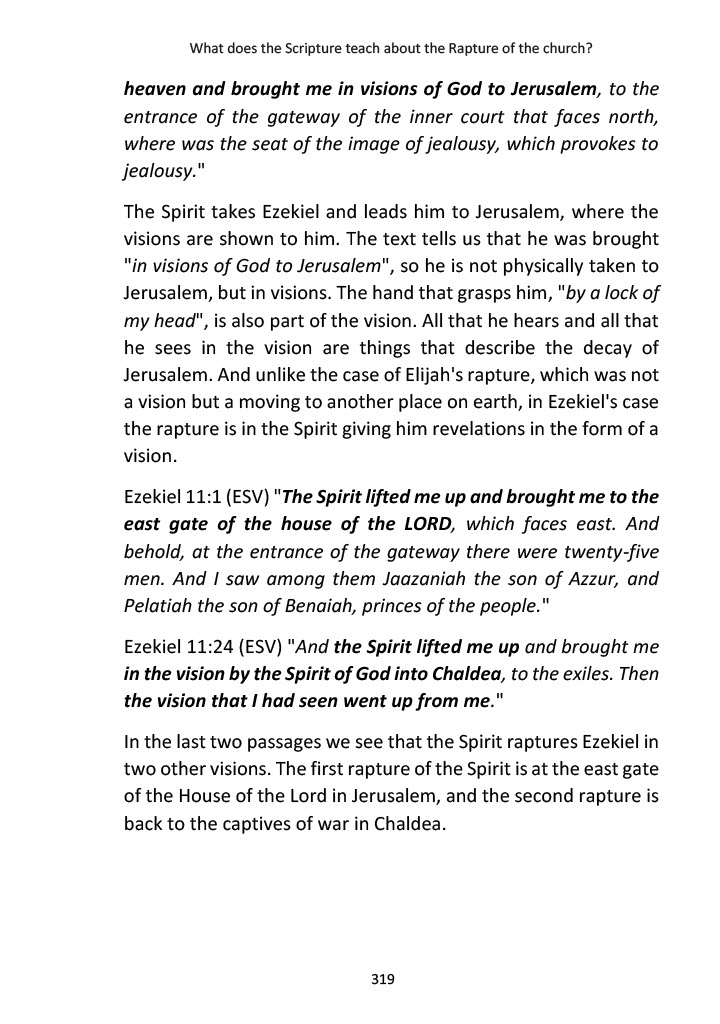 What does the Scripture teach about the Rapture of the church?
heaven and brought me in visions of God to Jerusalem, to the
entrance of the gateway of the inner court that faces north,
where was the seat of the image of jealousy, which provokes to
jealousy."
The Spirit takes Ezekiel and leads him to Jerusalem, where the
visions are shown to him. The text tells us that he was brought
"in visions of God to Jerusalem", so he is not physically taken to
Jerusalem, but in visions. The hand that grasps him, "by a lock of
my head", is also part of the vision. All that he hears and all that
he sees in the vision are things that describe the decay of
Jerusalem. And unlike the case of Elijah's rapture, which was not
a vision but a moving to another place on earth, in Ezekiel's case
the rapture is in the Spirit giving him revelations in the form of a
vision.
Ezekiel 11:1 (ESV) "The Spirit lifted me up and brought me to the
east gate of the house of the LORD, which faces east. And
behold, at the entrance of the gateway there were twenty-five
men. And I saw among them Jaazaniah the son of Azzur, and
Pelatiah the son of Benaiah, princes of the people."
Ezekiel 11:24 (ESV) "And the Spirit lifted me up and brought me
in the vision by the Spirit of God into Chaldea, to the exiles. Then
the vision that I had seen went up from me."
In the last two passages we see that the Spirit raptures Ezekiel in
two other visions. The first rapture of the Spirit is at the east gate
of the House of the Lord in Jerusalem, and the second rapture is
back to the captives of war in Chaldea.
319